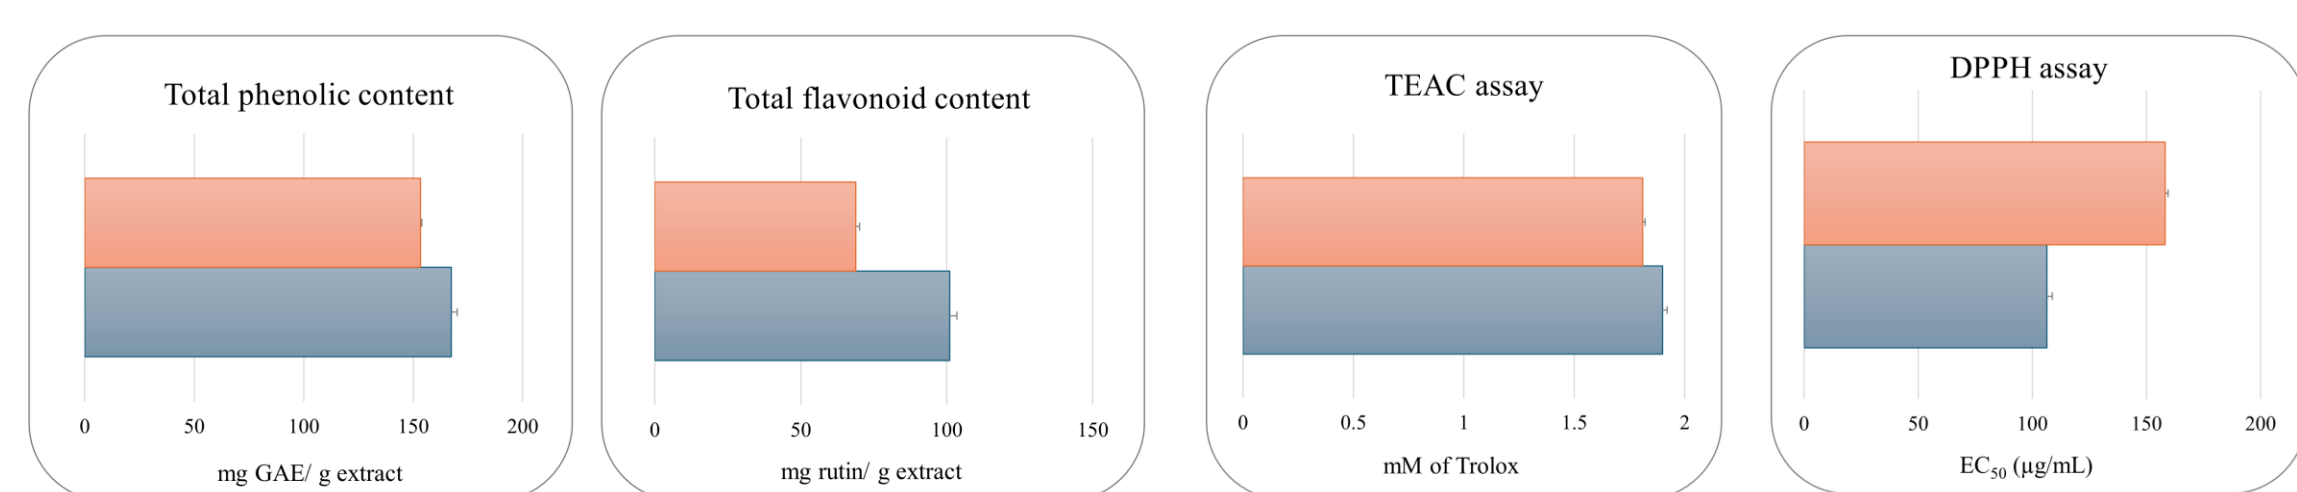 Total phenolic content
0 50 100 150 200
mg GAE/ g extract
Total flavonoid content
0 50 100 150
mg rutin/ g extract
TEAC assay
0 0.5 1 1.5 2
mM of Trolox
DPPH assay
0 50 100 150 200
EC₅₀ (µg/mL)